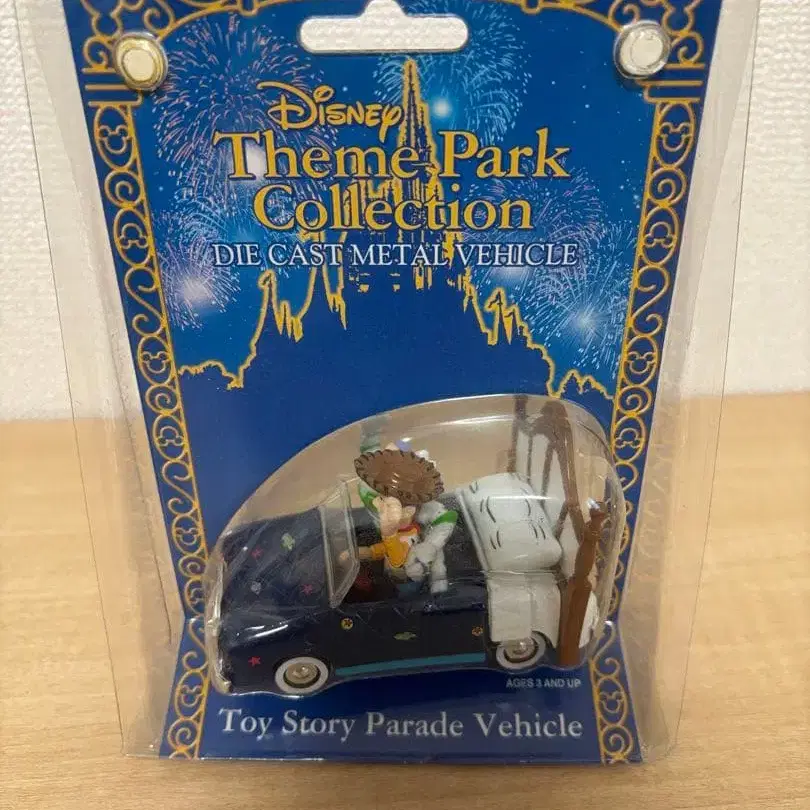 Disney
Theme Park
Collection
DIE CAST METAL VEHICLE
AGES 3 AND UP
Toy Story Parade Vehicle